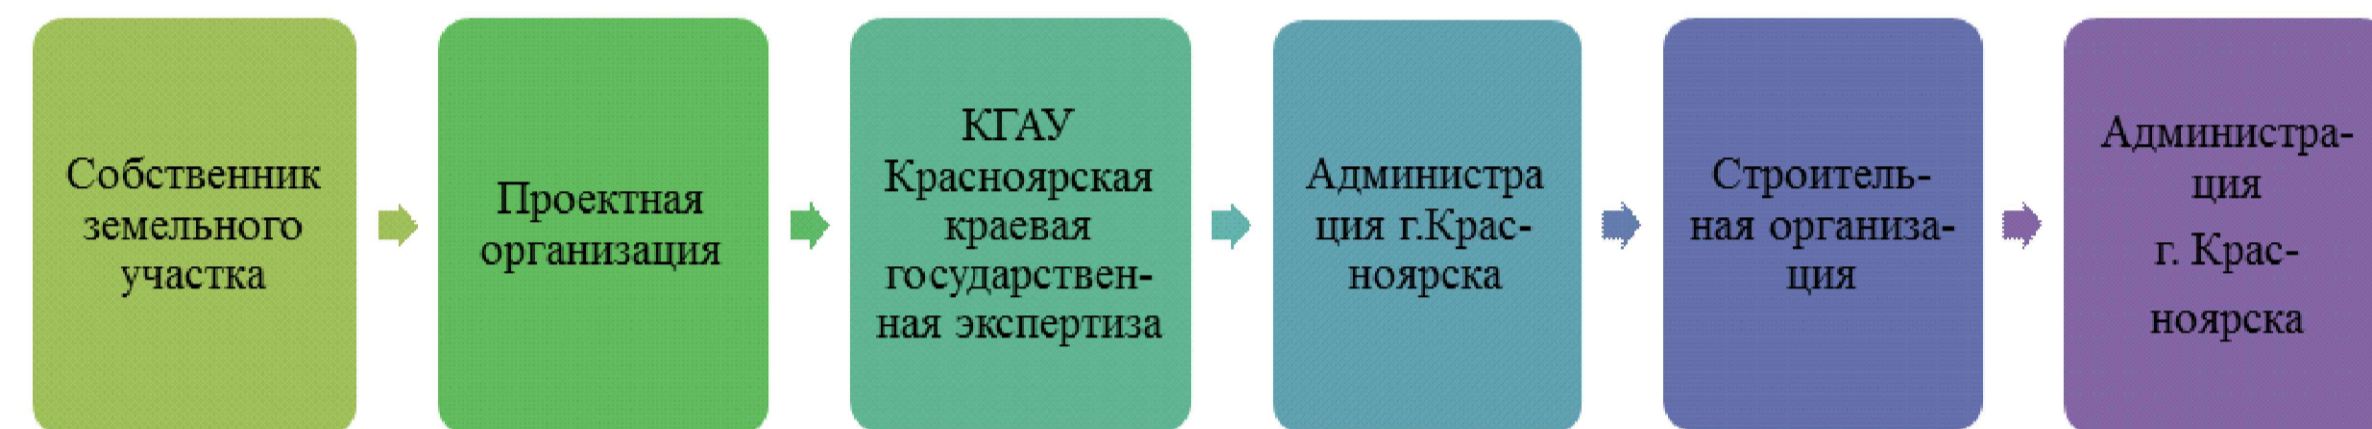 Собственник
земельного
участка
Проектная
организация
КГАУ
Красноярская
краевая
государствен-
ная экспертиза
Администра
ция г.Крас-
ноярска
Строитель-
ная организа-
ция
Администра-
ция
г. Крас-
ноярска